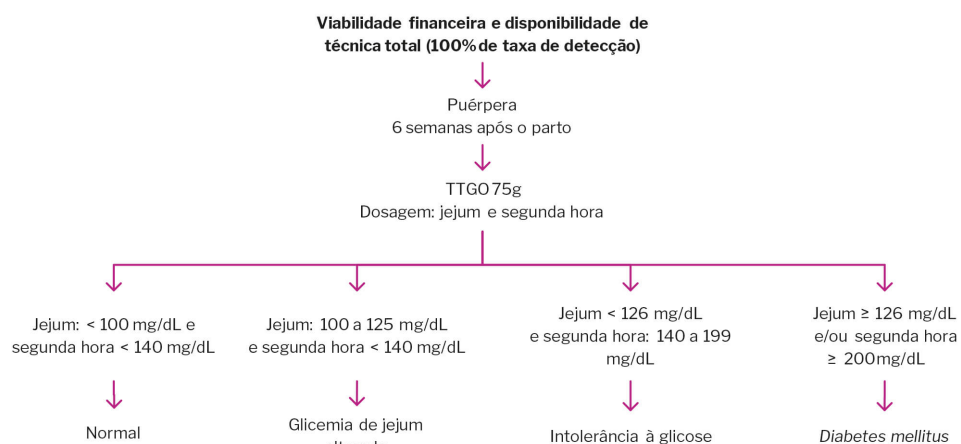 Viabilidade financeira e disponibilidade de
técnica total (100% de taxa de detecção)
Puérpera
6 semanas após o parto
TTGO 75g
Dosagem: jejum e segunda hora
Jejum: < 100 mg/dL e
segunda hora < 140 mg/dL
Jejum: 100 a 125 mg/dL
e segunda hora < 140 mg/dL
Jejum < 126 mg/dL
e segunda hora: 140 a 199
mg/dL
Jejum ≥ 126 mg/dL
e/ou segunda hora
≥ 200mg/dL
Normal
Glicemia de jejum
Intolerância à glicose
Diabetes mellitus